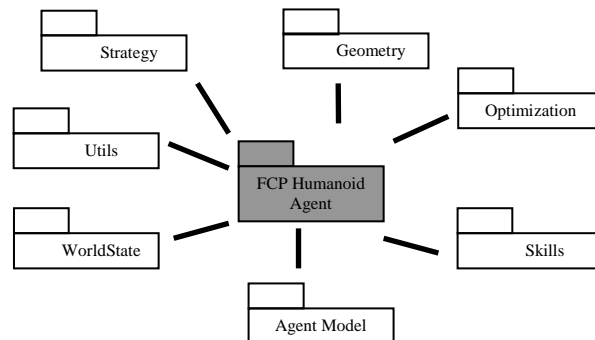 Geometry
Strategy
Optimization
Utils
FCP Humanoid
Agent
WorldState
Skills
Agent Model